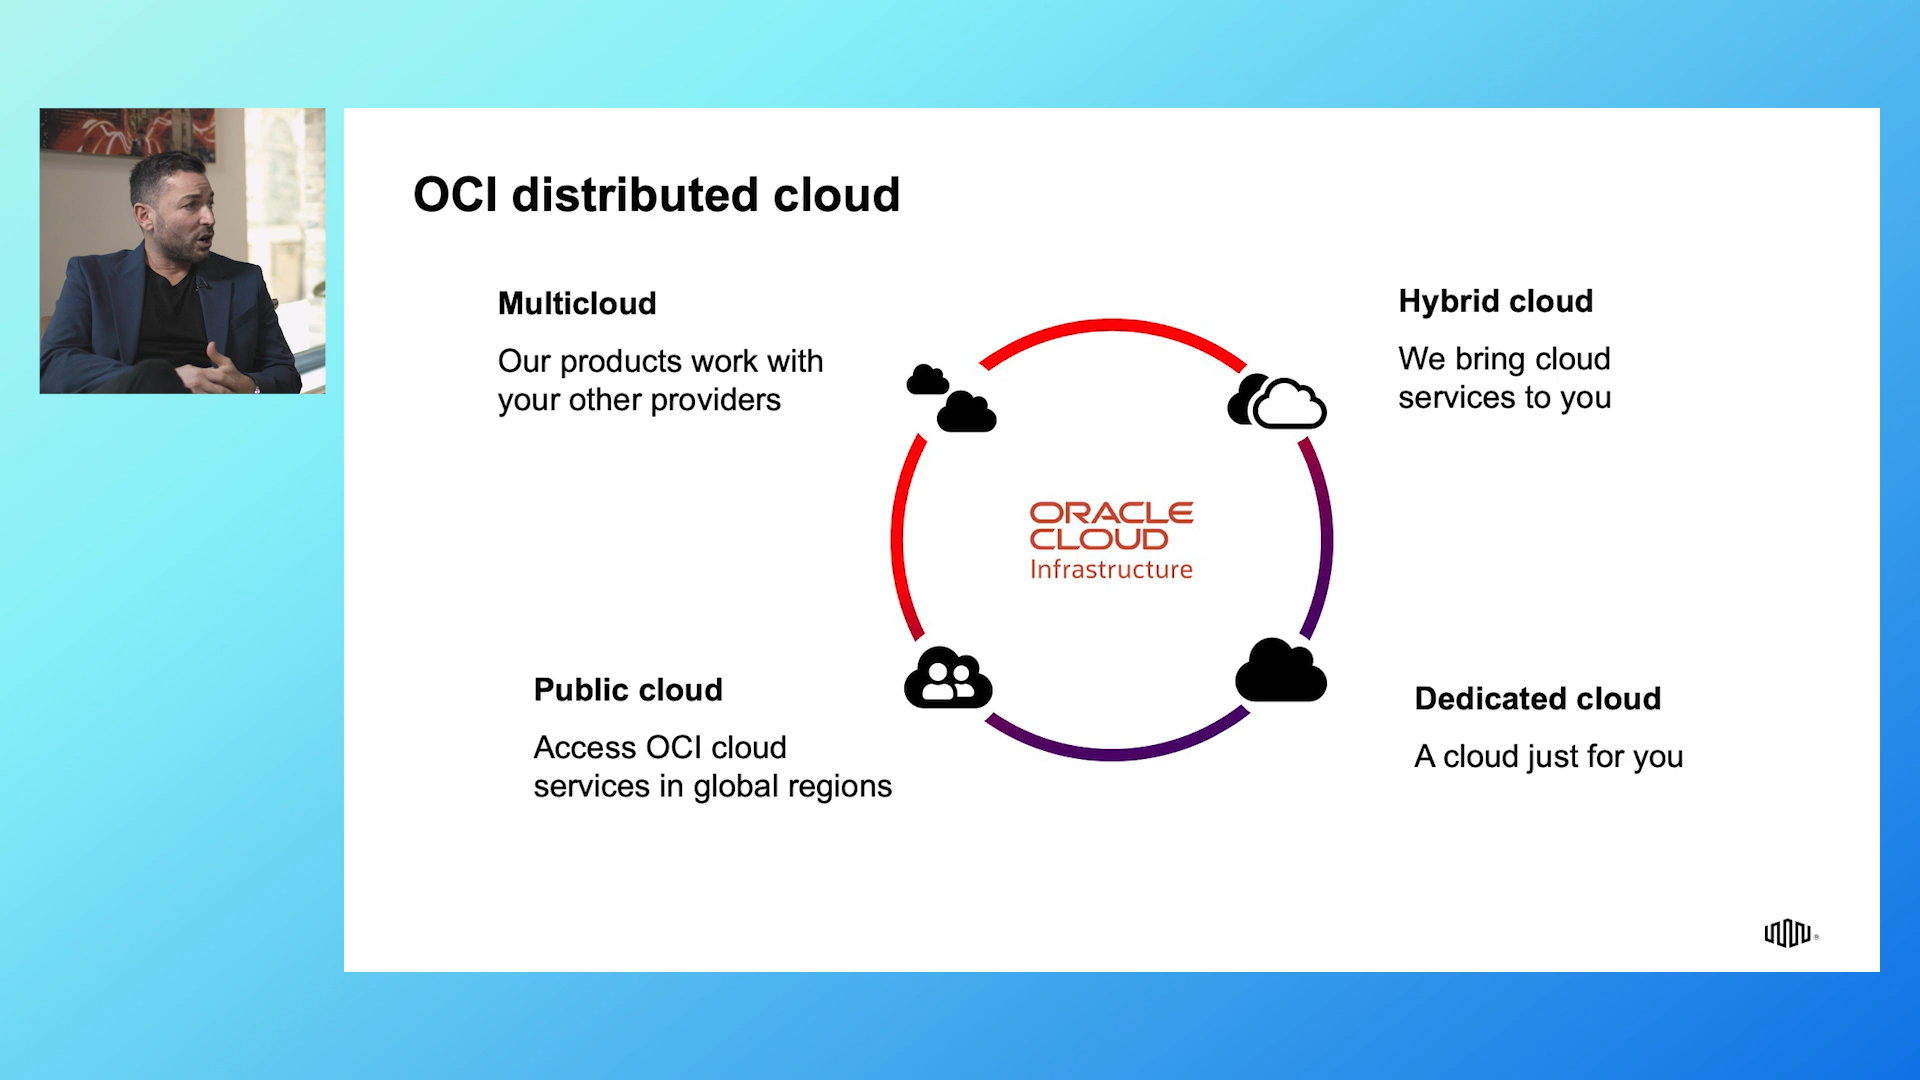 OCI distributed cloud
Multicloud
Our products work with
your other providers
Hybrid cloud
We bring cloud
services to you
ORACLE
CLOUD
Infrastructure
Public cloud
Access OCI cloud
services in global regions
Dedicated cloud
A cloud just for you